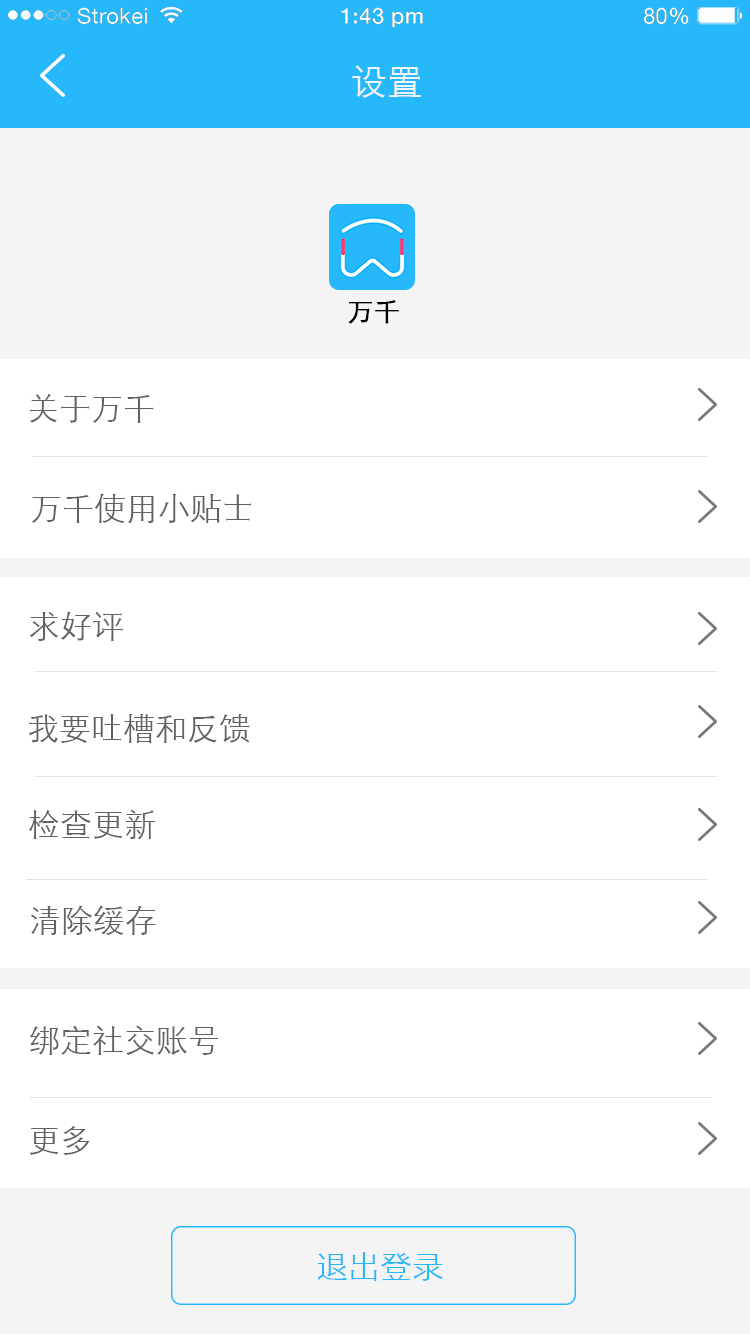 Strokei 1:43 pm 80%
设置
万千
关于万千
万千使用小贴士
求好评
我要吐槽和反馈
检查更新
清除缓存
绑定社交账号
更多
退出登录